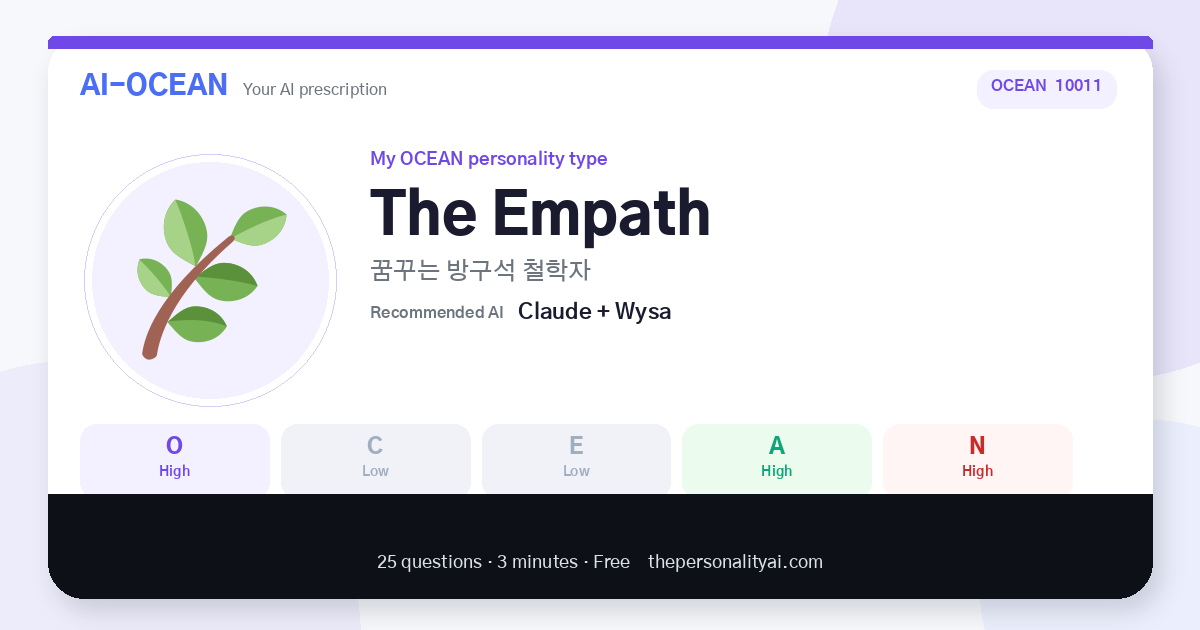 AI-OCEAN Your AI prescription OCEAN 10011
My OCEAN personality type
The Empath
꿈꾸는 방구석 철학자
Recommended AI Claude + Wysa
O C E A N
High Low Low High High
25 questions · 3 minutes · Free thepersonalityai.com